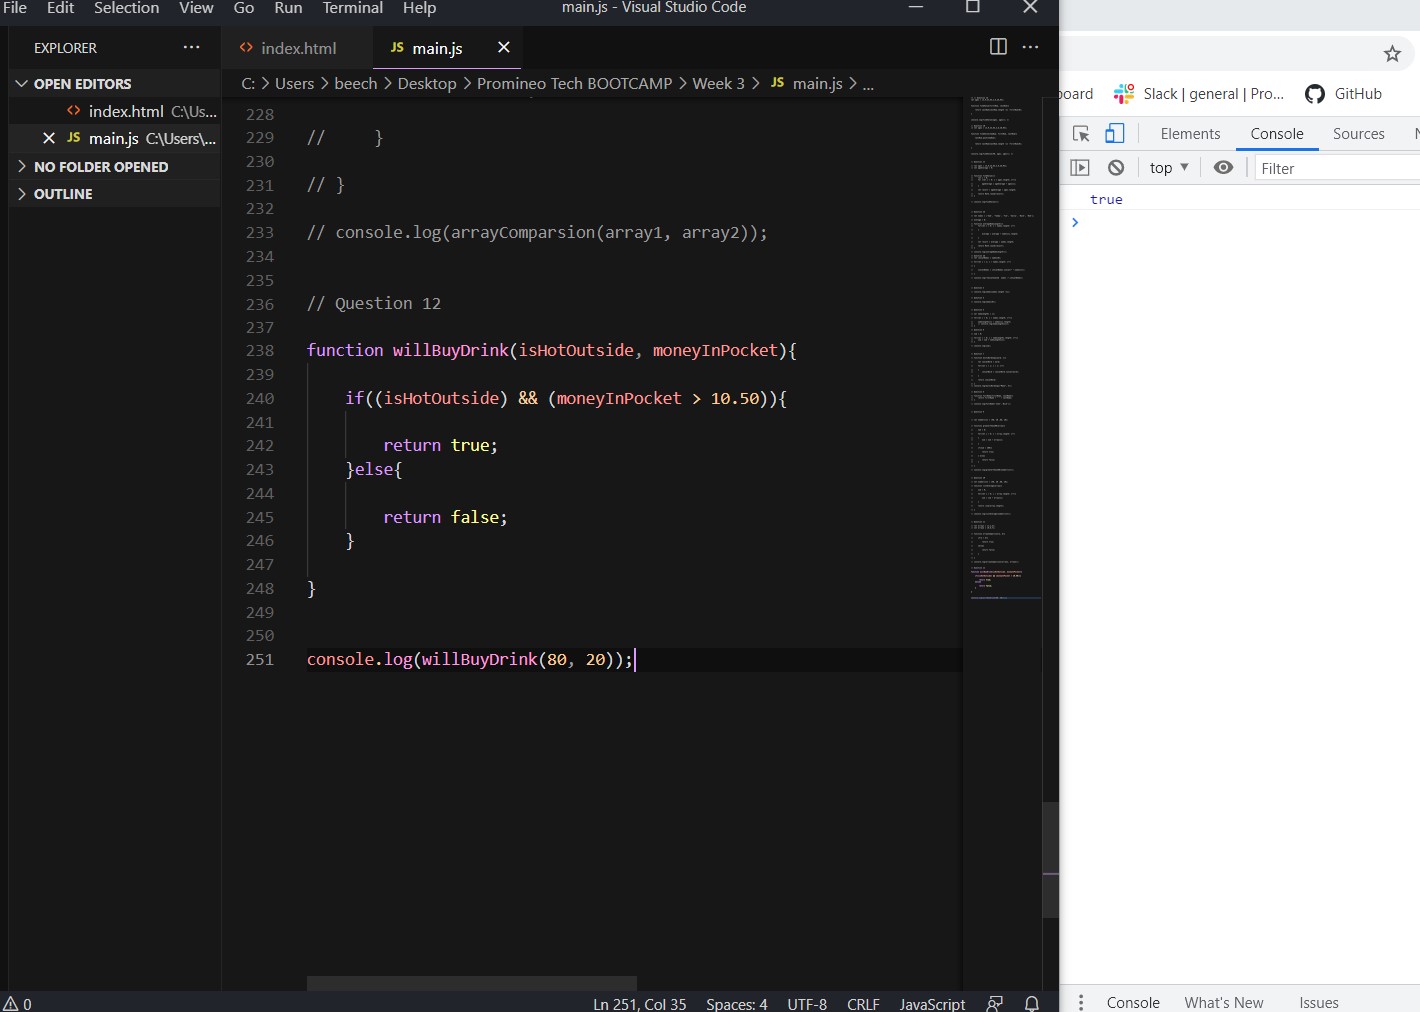 File Edit Selection View Go Run Terminal Help main.js - Visual Studio Code
EXPLORER ··· index.html JS main.js
OPEN EDITORS
index.html C:\Us...
JS main.js C:\Users\...
NO FOLDER OPENED
OUTLINE
C: > Users > beech > Desktop > Promineo Tech BOOTCAMP > Week 3 > JS main.js > ...
228
229 // }
230
231 // }
232
233 // console.log(arrayComparsion(array1, array2));
234
235
236 // Question 12
237
238 function willBuyDrink(isHotOutside, moneyInPocket){
239
240 if((isHotOutside) && (moneyInPocket > 10.50)){
241
242 return true;
243 }else{
244
245 return false;
246 }
247
248 }
249
250
251 console.log(willBuyDrink(80, 20));
0 Ln 251, Col 35 Spaces: 4 UTF-8 CRLF JavaScript
board Slack | general | Pro... GitHub
Elements Console Sources
top Filter
true
>
Console What's New Issues